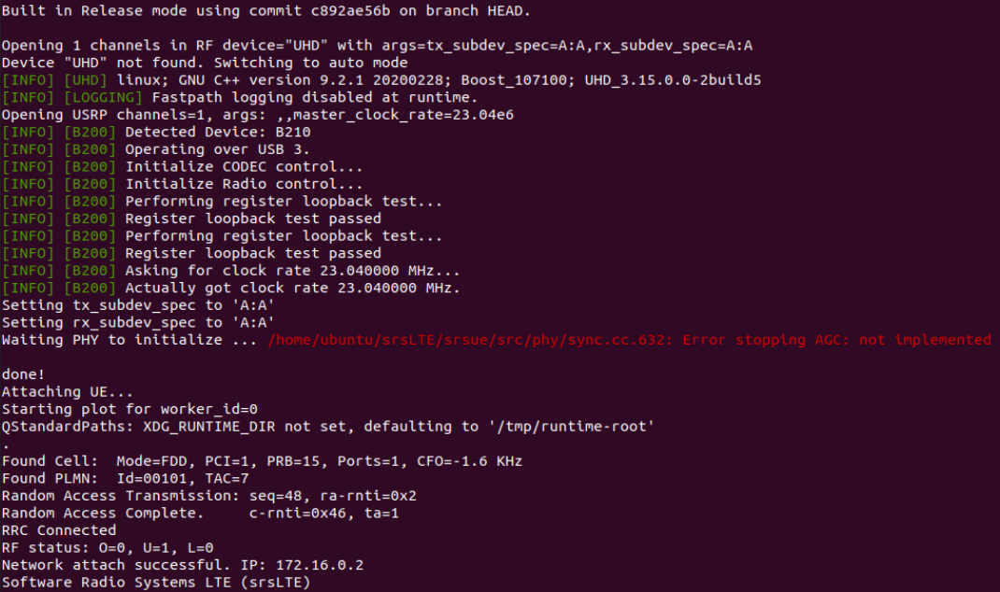 Built in Release mode using commit c892ae56b on branch HEAD.
Opening 1 channels in RF device="UHD" with args=tx_subdev_spec=A:A,rx_subdev_spec=A:A
Device "UHD" not found. Switching to auto mode
[INFO] [UHD] linux; GNU C++ version 9.2.1 20200228; Boost_107100; UHD_3.15.0.0-2build5
[INFO] [LOGGING] Fastpath logging disabled at runtime.
Opening USRP channels=1, args: ,,master_clock_rate=23.04e6
[INFO] [B200] Detected Device: B210
[INFO] [B200] Operating over USB 3.
[INFO] [B200] Initialize CODEC control...
[INFO] [B200] Initialize Radio control...
[INFO] [B200] Performing register loopback test...
[INFO] [B200] Register loopback test passed
[INFO] [B200] Performing register loopback test...
[INFO] [B200] Register loopback test passed
[INFO] [B200] Asking for clock rate 23.040000 MHz...
[INFO] [B200] Actually got clock rate 23.040000 MHz.
Setting tx_subdev_spec to 'A:A'
Setting rx_subdev_spec to 'A:A'
Waiting PHY to initialize ... /home/ubuntu/srsLTE/srsue/src/phy/sync.cc.632: Error stopping AGC: not implemented
done!
Attaching UE...
Starting plot for worker_id=0
QStandardPaths: XDG_RUNTIME_DIR not set, defaulting to '/tmp/runtime-root'
.
Found Cell:  Mode=FDD, PCI=1, PRB=15, Ports=1, CFO=-1.6 KHz
Found PLMN:  Id=00101, TAC=7
Random Access Transmission: seq=48, ra-rnti=0x2
Random Access Complete.     c-rnti=0x46, ta=1
RRC Connected
RF status: O=0, U=1, L=0
Network attach successful. IP: 172.16.0.2
Software Radio Systems LTE (srsLTE)